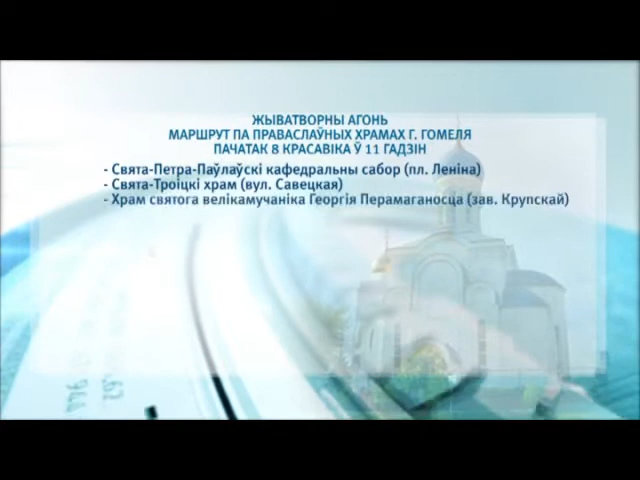 ЖЫВАТВОРНЫ АГОНЬ
МАРШРУТ ПА ПРАВАСЛАЎНЫХ ХРАМАХ Г. ГОМЕЛЯ
ПАЧАТАК 8 КРАСАВІКА Ў 11 ГАДЗІН
- Свята-Петра-Паўлаўскі кафедральны сабор (пл. Леніна)
- Свята-Троіцкі храм (вул. Савецкая)
- Храм святога велікамучаніка Георгія Перамаганосца (зав. Крупскай)